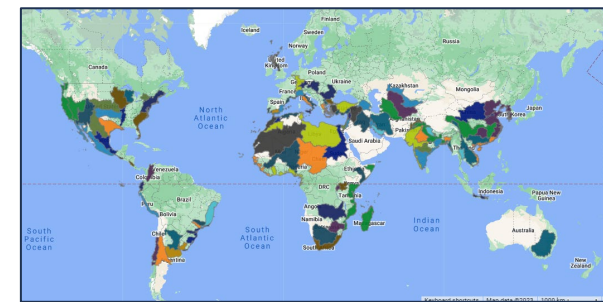 Finland
Iceland
Sweden
Russia
Norway
Canada
United
Kingdom
Poland
Ukraine
France
Kazakhstan
Mongolia
Spain
Japan
South Korea
North
Atlantic
Ocean
Saudi Arabia
Venezuela
Colombia
DRC
Tanzania
Indonesia
Papua New
Guinea
Brazil
Peru
Bolivia
Angola
Namibia
Madagascar
Indian
Ocean
Chile
South
Pacific
Ocean
South
Atlantic
Ocean
Australia
Argentina
New
Zealand
Keyboard shortcuts Map data ©2023 1000 km